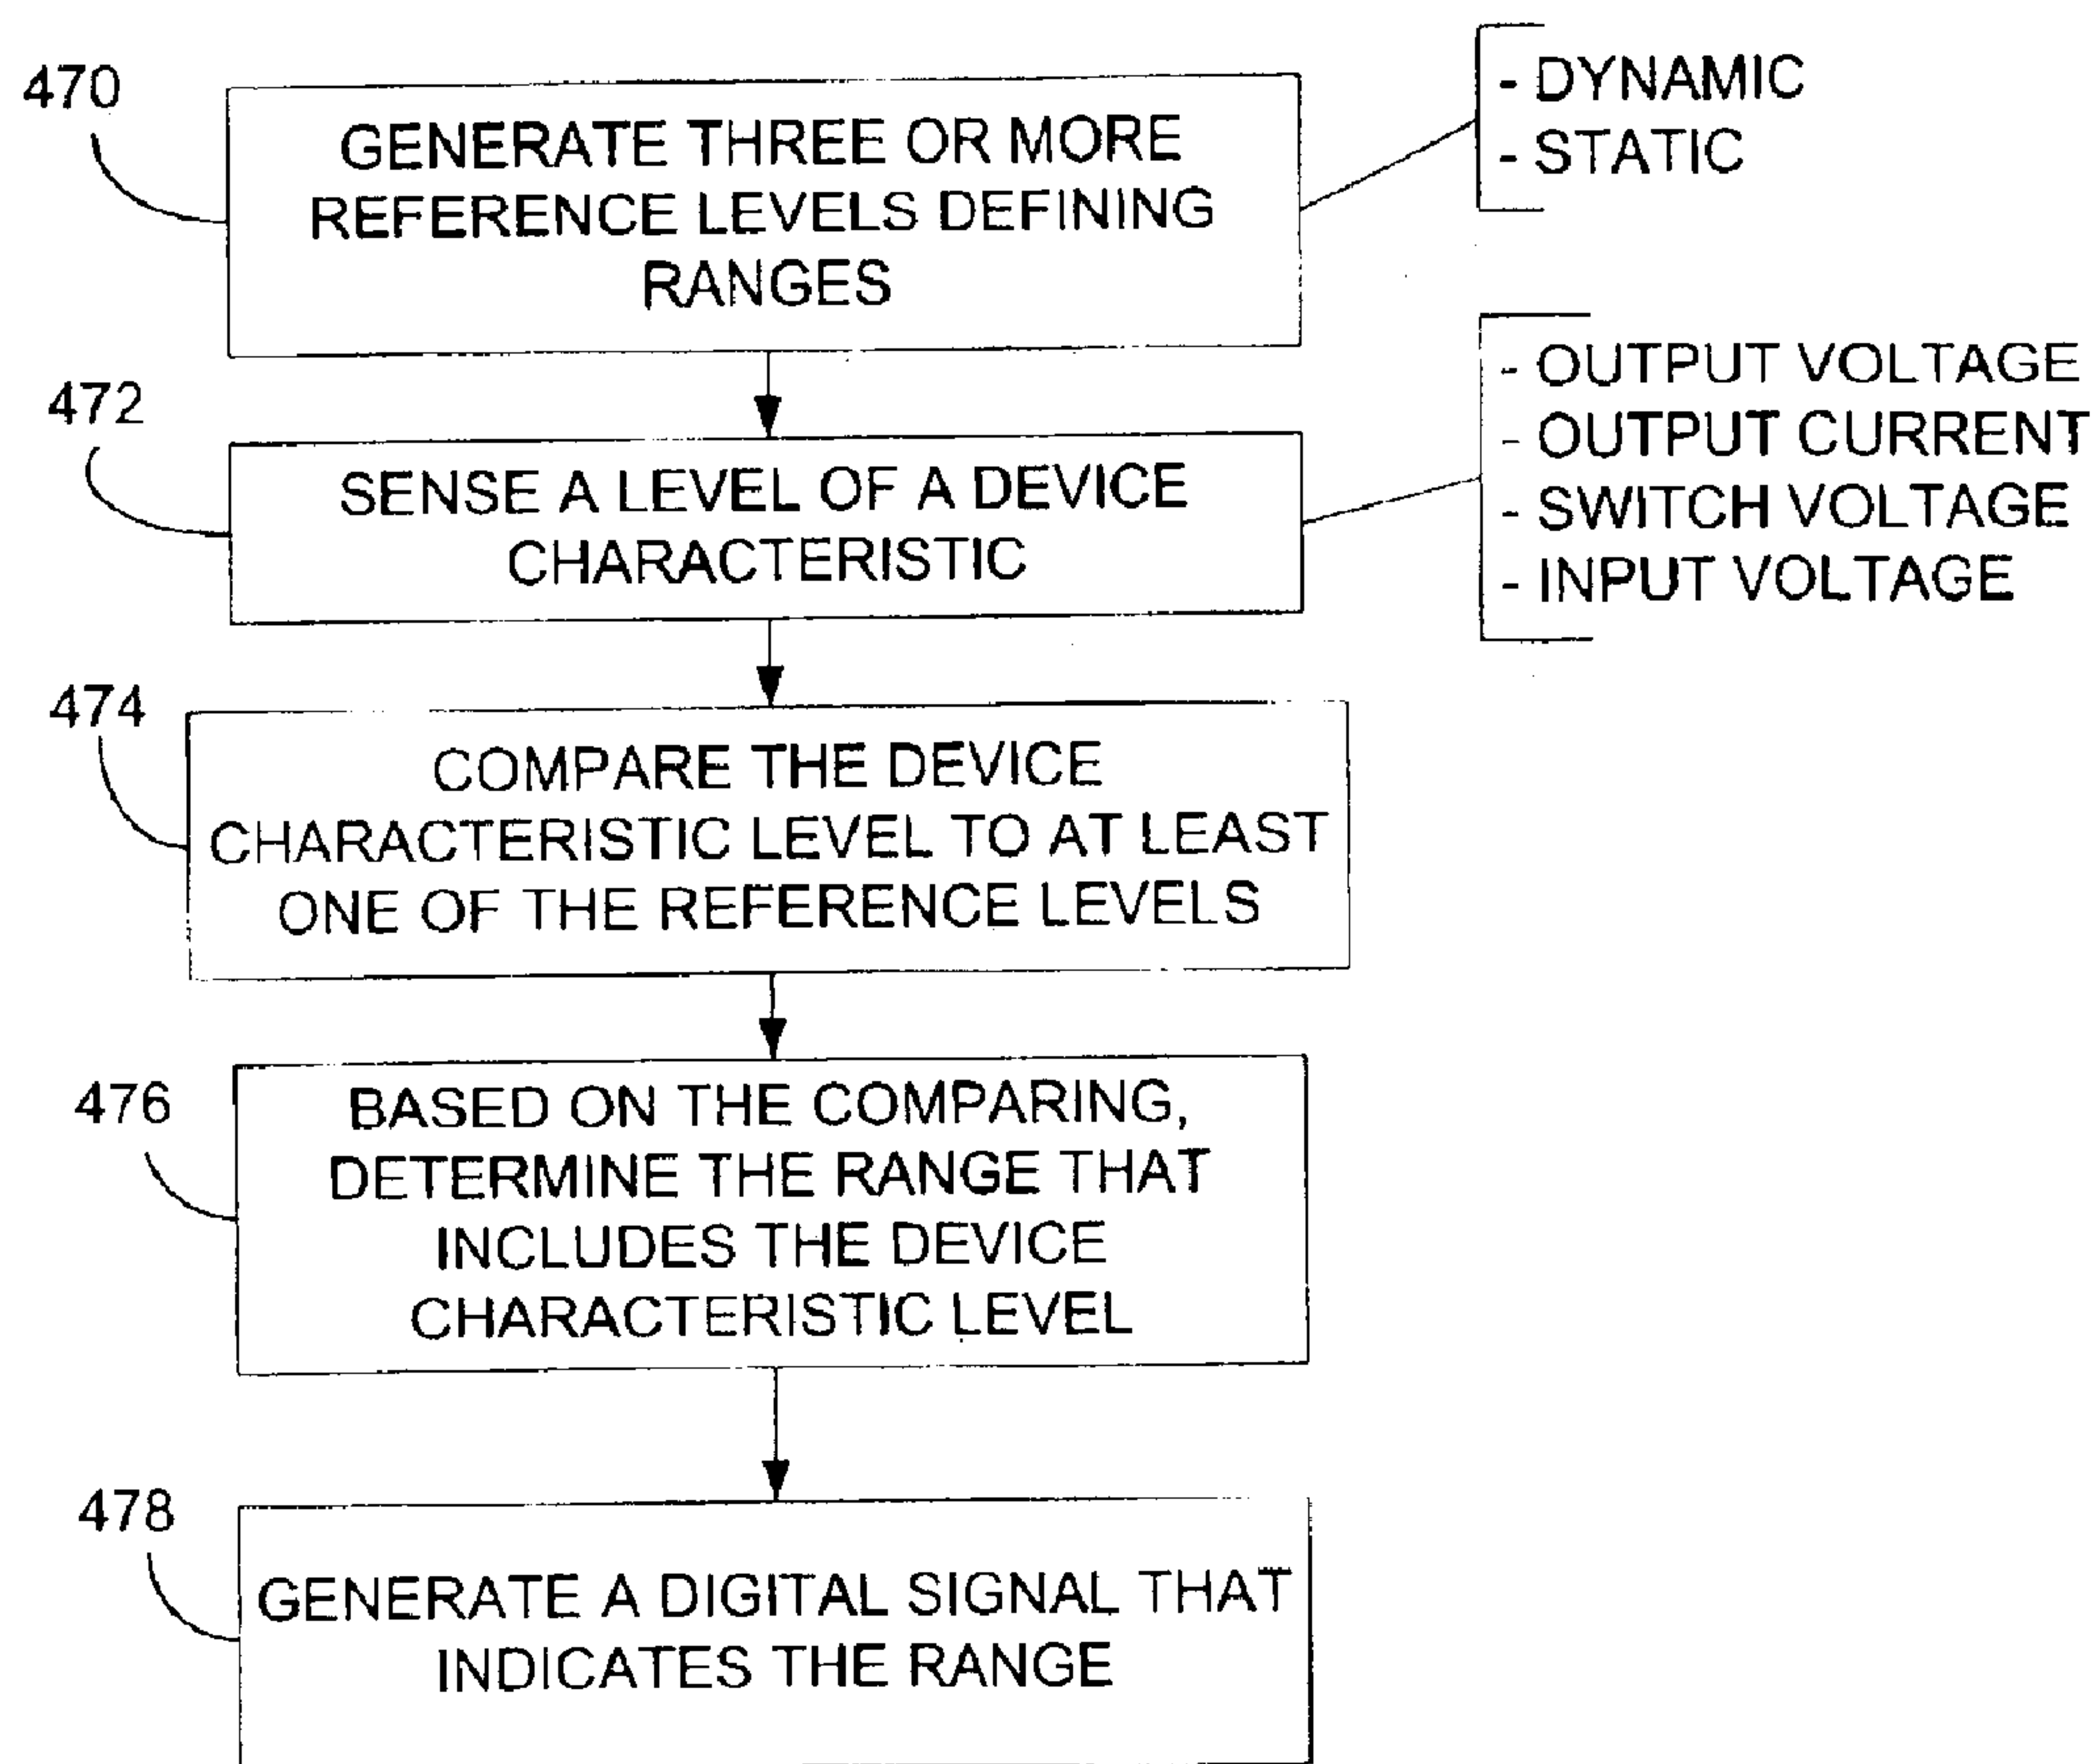 470
GENERATE THREE OR MORE
REFERENCE LEVELS DEFINING
RANGES
- DYNAMIC
- STATIC
472
SENSE A LEVEL OF A DEVICE
CHARACTERISTIC
- OUTPUT VOLTAGE
- OUTPUT CURRENT
- SWITCH VOLTAGE
- INPUT VOLTAGE
474
COMPARE THE DEVICE
CHARACTERISTIC LEVEL TO AT LEAST
ONE OF THE REFERENCE LEVELS
476
BASED ON THE COMPARING,
DETERMINE THE RANGE THAT
INCLUDES THE DEVICE
CHARACTERISTIC LEVEL
478
GENERATE A DIGITAL SIGNAL THAT
INDICATES THE RANGE